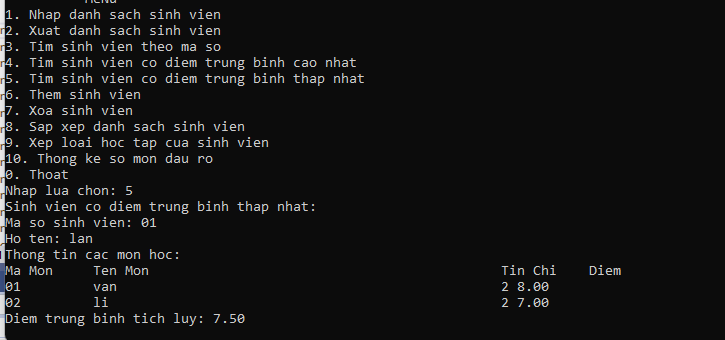 MeNu
1. Nhap danh sach sinh vien
2. Xuat danh sach sinh vien
3. Tim sinh vien theo ma so
4. Tim sinh vien co diem trung binh cao nhat
5. Tim sinh vien co diem trung binh thap nhat
6. Them sinh vien
7. Xoa sinh vien
8. Sap xep danh sach sinh vien
9. Xep loai hoc tap cua sinh vien
10. Thong ke so mon dau ro
0. Thoat
Nhap lua chon: 5
Sinh vien co diem trung binh thap nhat:
Ma so sinh vien: 01
Ho ten: lan
Thong tin cac mon hoc:
Ma Mon Ten Mon Tin Chi Diem
01 van 2 8.00
02 li 2 7.00
Diem trung binh tich luy: 7.50